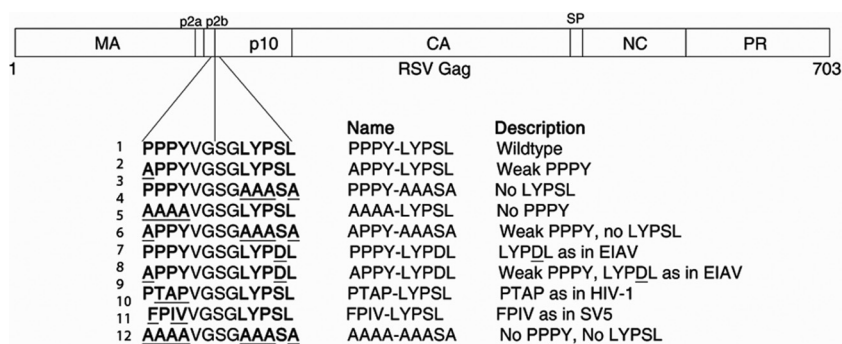 p2a p2b SP
MA p10 CA NC PR
1 RSV Gag 703
Name Description
1 PPPYVGSGLYPSL PPPY-LYPSL Wildtype
2 APPYVGSGLYPSL APPY-LYPSL Weak PPPY
3 PPPYVGSGAAASA PPPY-AAASA No LYPSL
4
5 AAAAVGSGLYPSL AAAA-LYPSL No PPPY
6 APPYVGSGAAASA APPY-AAASA Weak PPPY, no LYPSL
7 PPPYVGSGLYPDL PPPY-LYPDL LYPDL as in EIAV
8 APPYVGSGLYPDL APPY-LYPDL Weak PPPY, LYPDL as in EIAV
9 PTAPVGSGLYPSL PTAP-LYPSL PTAP as in HIV-1
10
11 FPIVVGSGLYPSL FPIV-LYPSL FPIV as in SV5
12 AAAAVGSGAAASA AAAA-AAASA No PPPY, No LYPSL